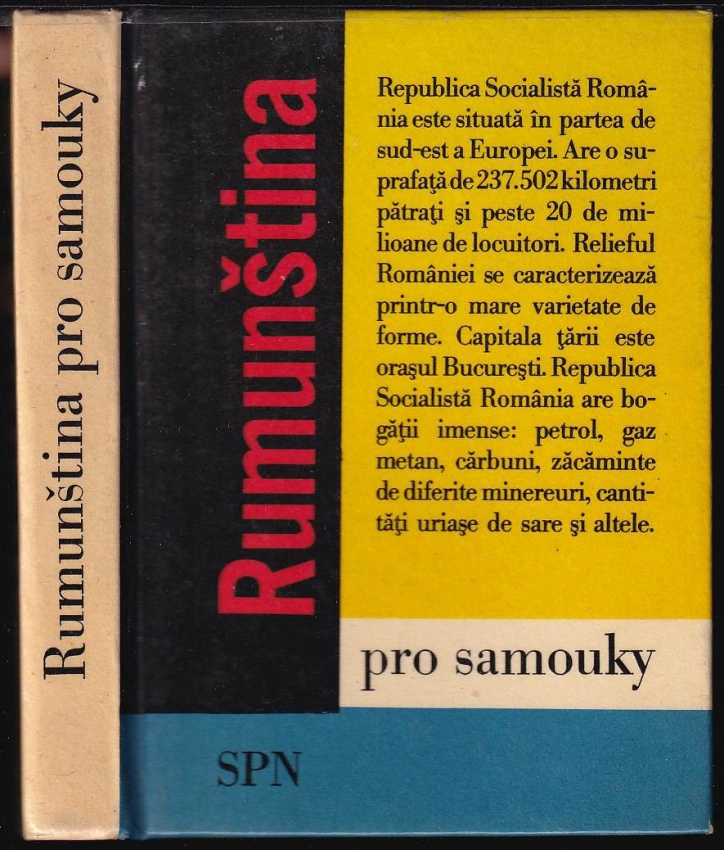 Rumunština pro samouky
Rumunština
Republica Socialistă Româ-
nia este situată în partea de
sud-est a Europei. Are o su-
prafaţă de 237.502 kilometri
pătraţi şi peste 20 de mi-
lioane de locuitori. Relieful
României se caracterizează
printr-o mare varietate de
forme. Capitala ţării este
oraşul Bucureşti. Republica
Socialistă România are bo-
găţii imense: petrol, gaz
metan, cărbuni, zăcăminte
de diferite minereuri, canti-
tăţi uriaşe de sare şi altele.
pro samouky
SPN